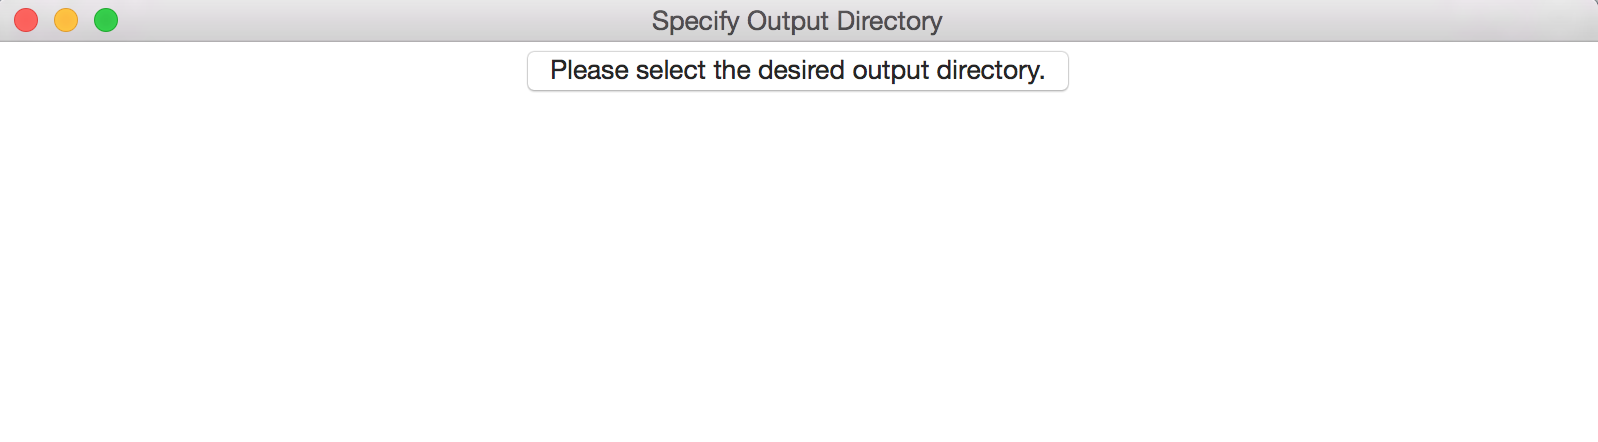 Specify Output Directory
Please select the desired output directory.